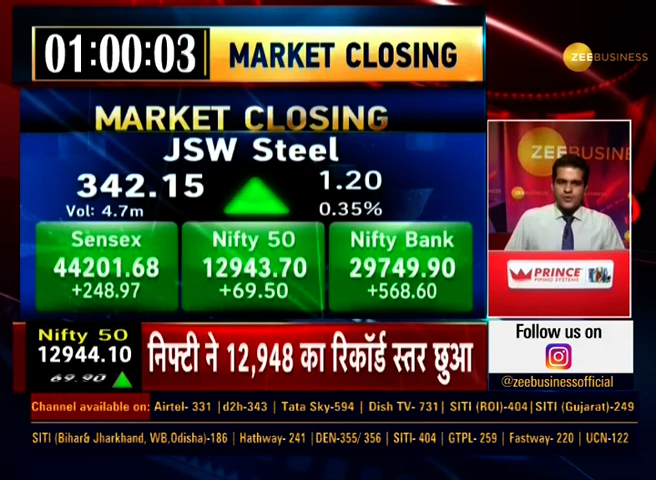 01:00:03 MARKET CLOSING
ZEEBUSINESS
MARKET CLOSING
JSW Steel
342.15 1.20
Vol: 4.7m 0.35%
Sensex Nifty 50 Nifty Bank
44201.68 12943.70 29749.90
+248.97 +69.50 +568.60
ZEEBUSINE
PRINCE
PIPING SYSTEMS
Nifty 50
12944.10
69.90
निफ्टी ने 12,948 का रिकॉर्ड स्तर छुआ
Follow us on
@zeebusinessofficial
Channel available on: Airtel- 331 | d2h-343 | Tata Sky-594 | Dish TV- 731 | SITI (ROI)-404 | SITI (Gujarat)-249
SITI (Bihar& Jharkhand, WB,Odisha)-186 | Hathway- 241 |DEN-355/ 356 | SITI- 404 | GTPL- 259 | Fastway- 220 | UCN-122